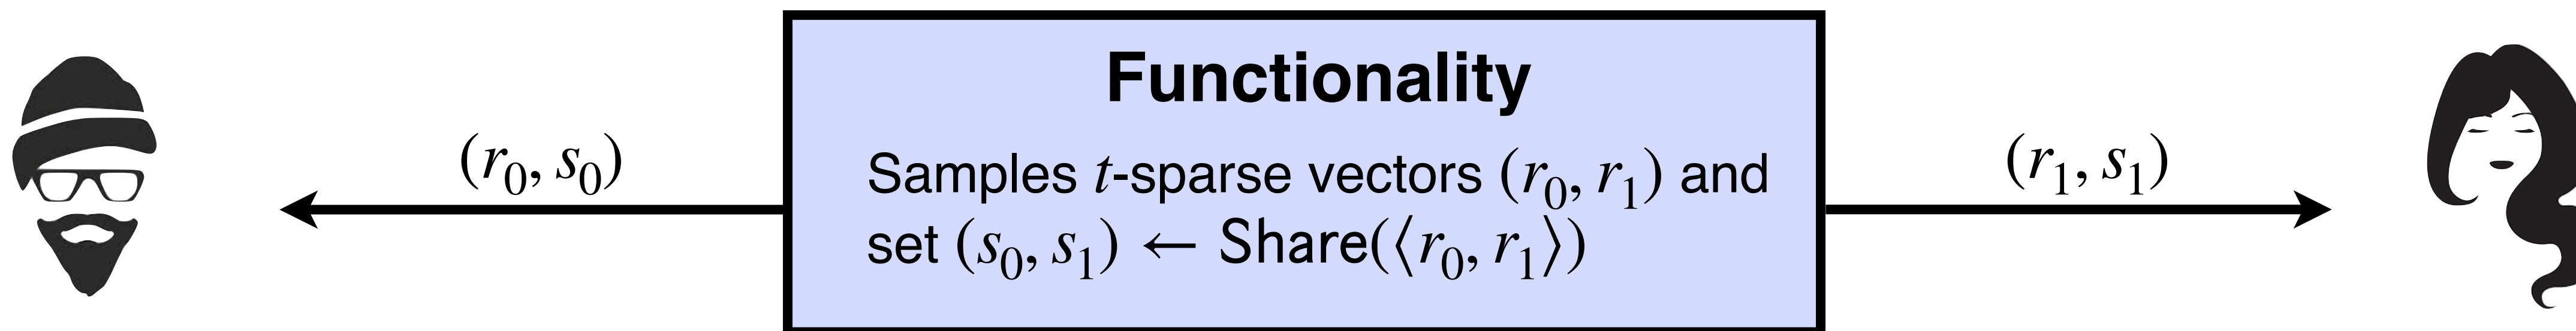 Functionality
(r₀, s₀)
Samples t-sparse vectors (r₀, r₁) and
set (s₀, s₁) ← Share(⟨r₀, r₁⟩)
(r₁, s₁)